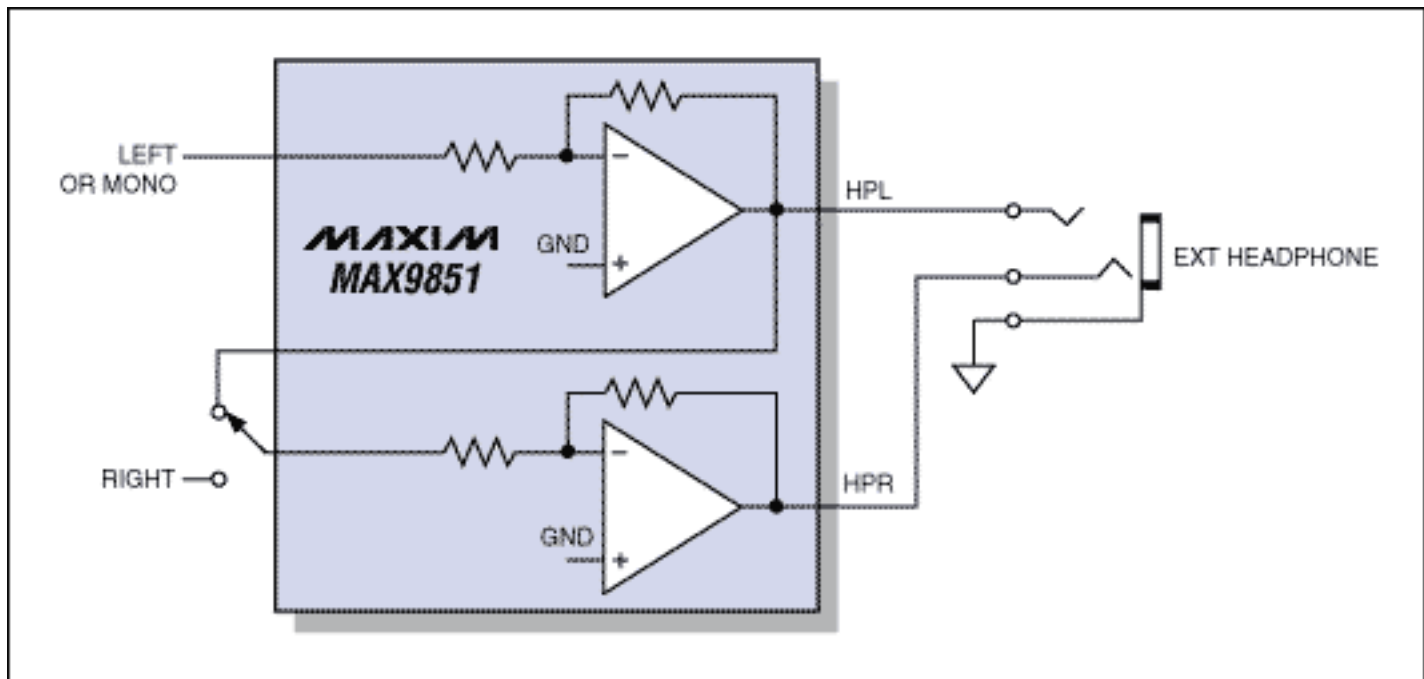 LEFT
OR MONO
MAXIM
MAX9851
GND
−
+
HPL
EXT HEADPHONE
RIGHT
−
GND
+
HPR